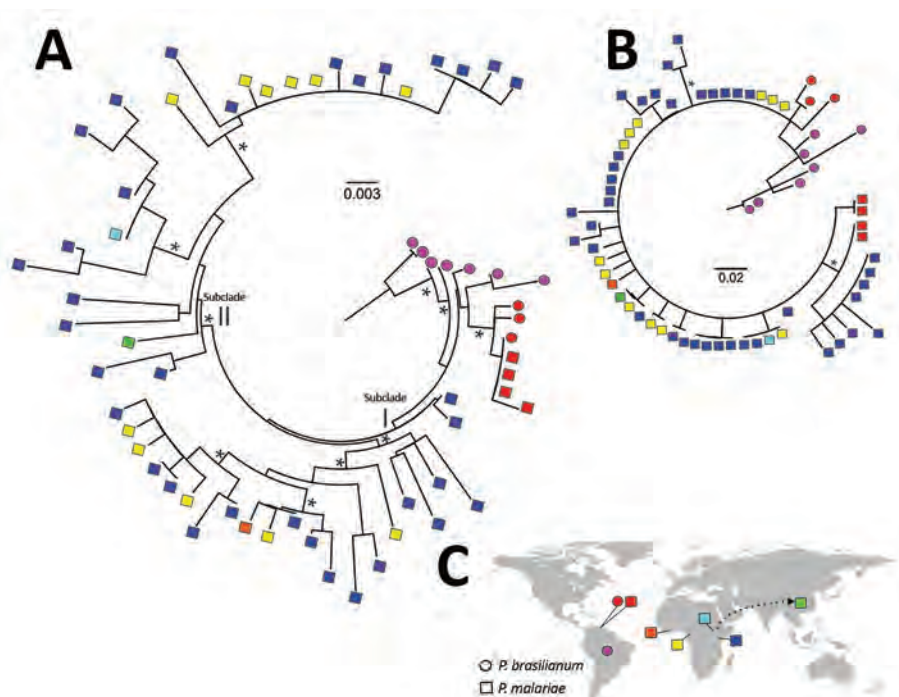 A
B
0.003
Subclade
II
0.02
Subclade
I
C
P. brasilianum
P. malariae